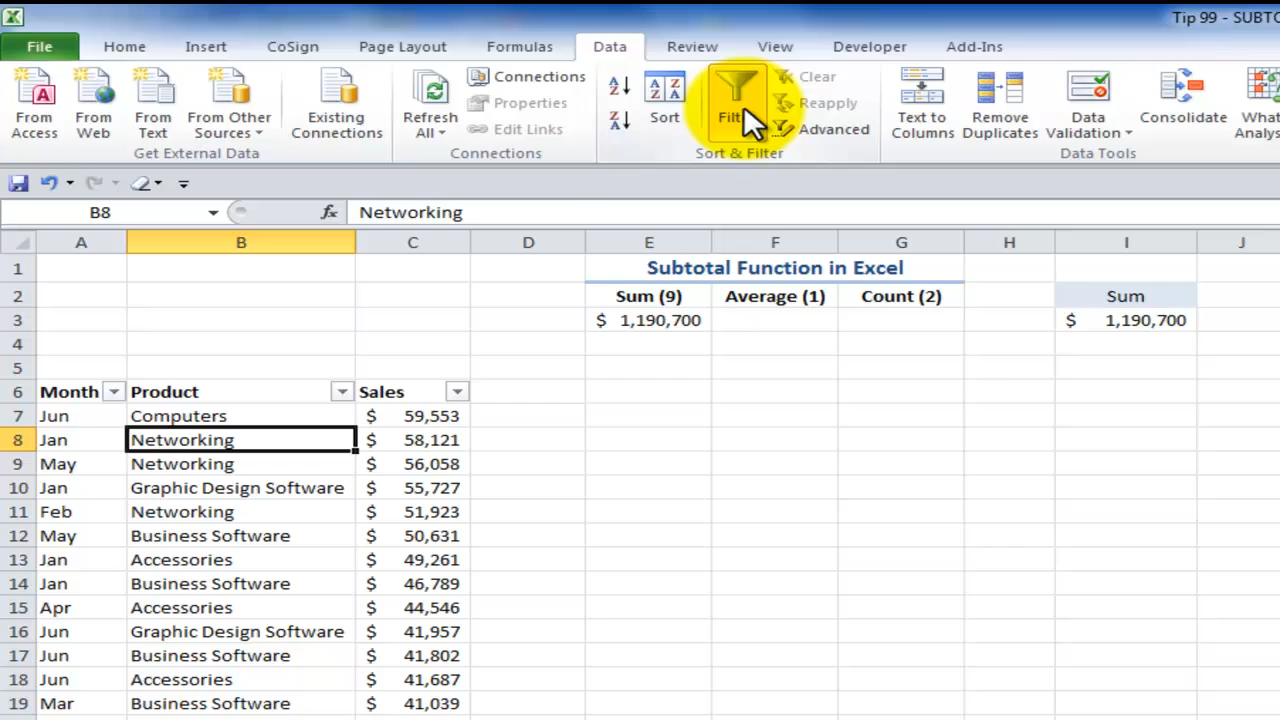 Tip 99 - SUBTO
File Home Insert CoSign Page Layout Formulas Data Review View Developer Add-Ins
From Access
From Web
From Text
From Other Sources
Get External Data
Existing Connections
Refresh All
Connections
Properties
Edit Links
Connections
Sort
Clear
Reapply
Advanced
Sort & Filter
Text to Columns
Remove Duplicates
Data Validation
Consolidate
Data Tools
B8 fx Networking
A B C D E F G H I J
1 Subtotal Function in Excel
2 Sum (9) Average (1) Count (2) Sum
3 $ 1,190,700 $ 1,190,700
4
5
6 Month Product Sales
7 Jun Computers $ 59,553
8 Jan Networking $ 58,121
9 May Networking $ 56,058
10 Jan Graphic Design Software $ 55,727
11 Feb Networking $ 51,923
12 May Business Software $ 50,631
13 Jan Accessories $ 49,261
14 Jan Business Software $ 46,789
15 Apr Accessories $ 44,546
16 Jun Graphic Design Software $ 41,957
17 Jun Business Software $ 41,802
18 Jun Accessories $ 41,687
19 Mar Business Software $ 41,039